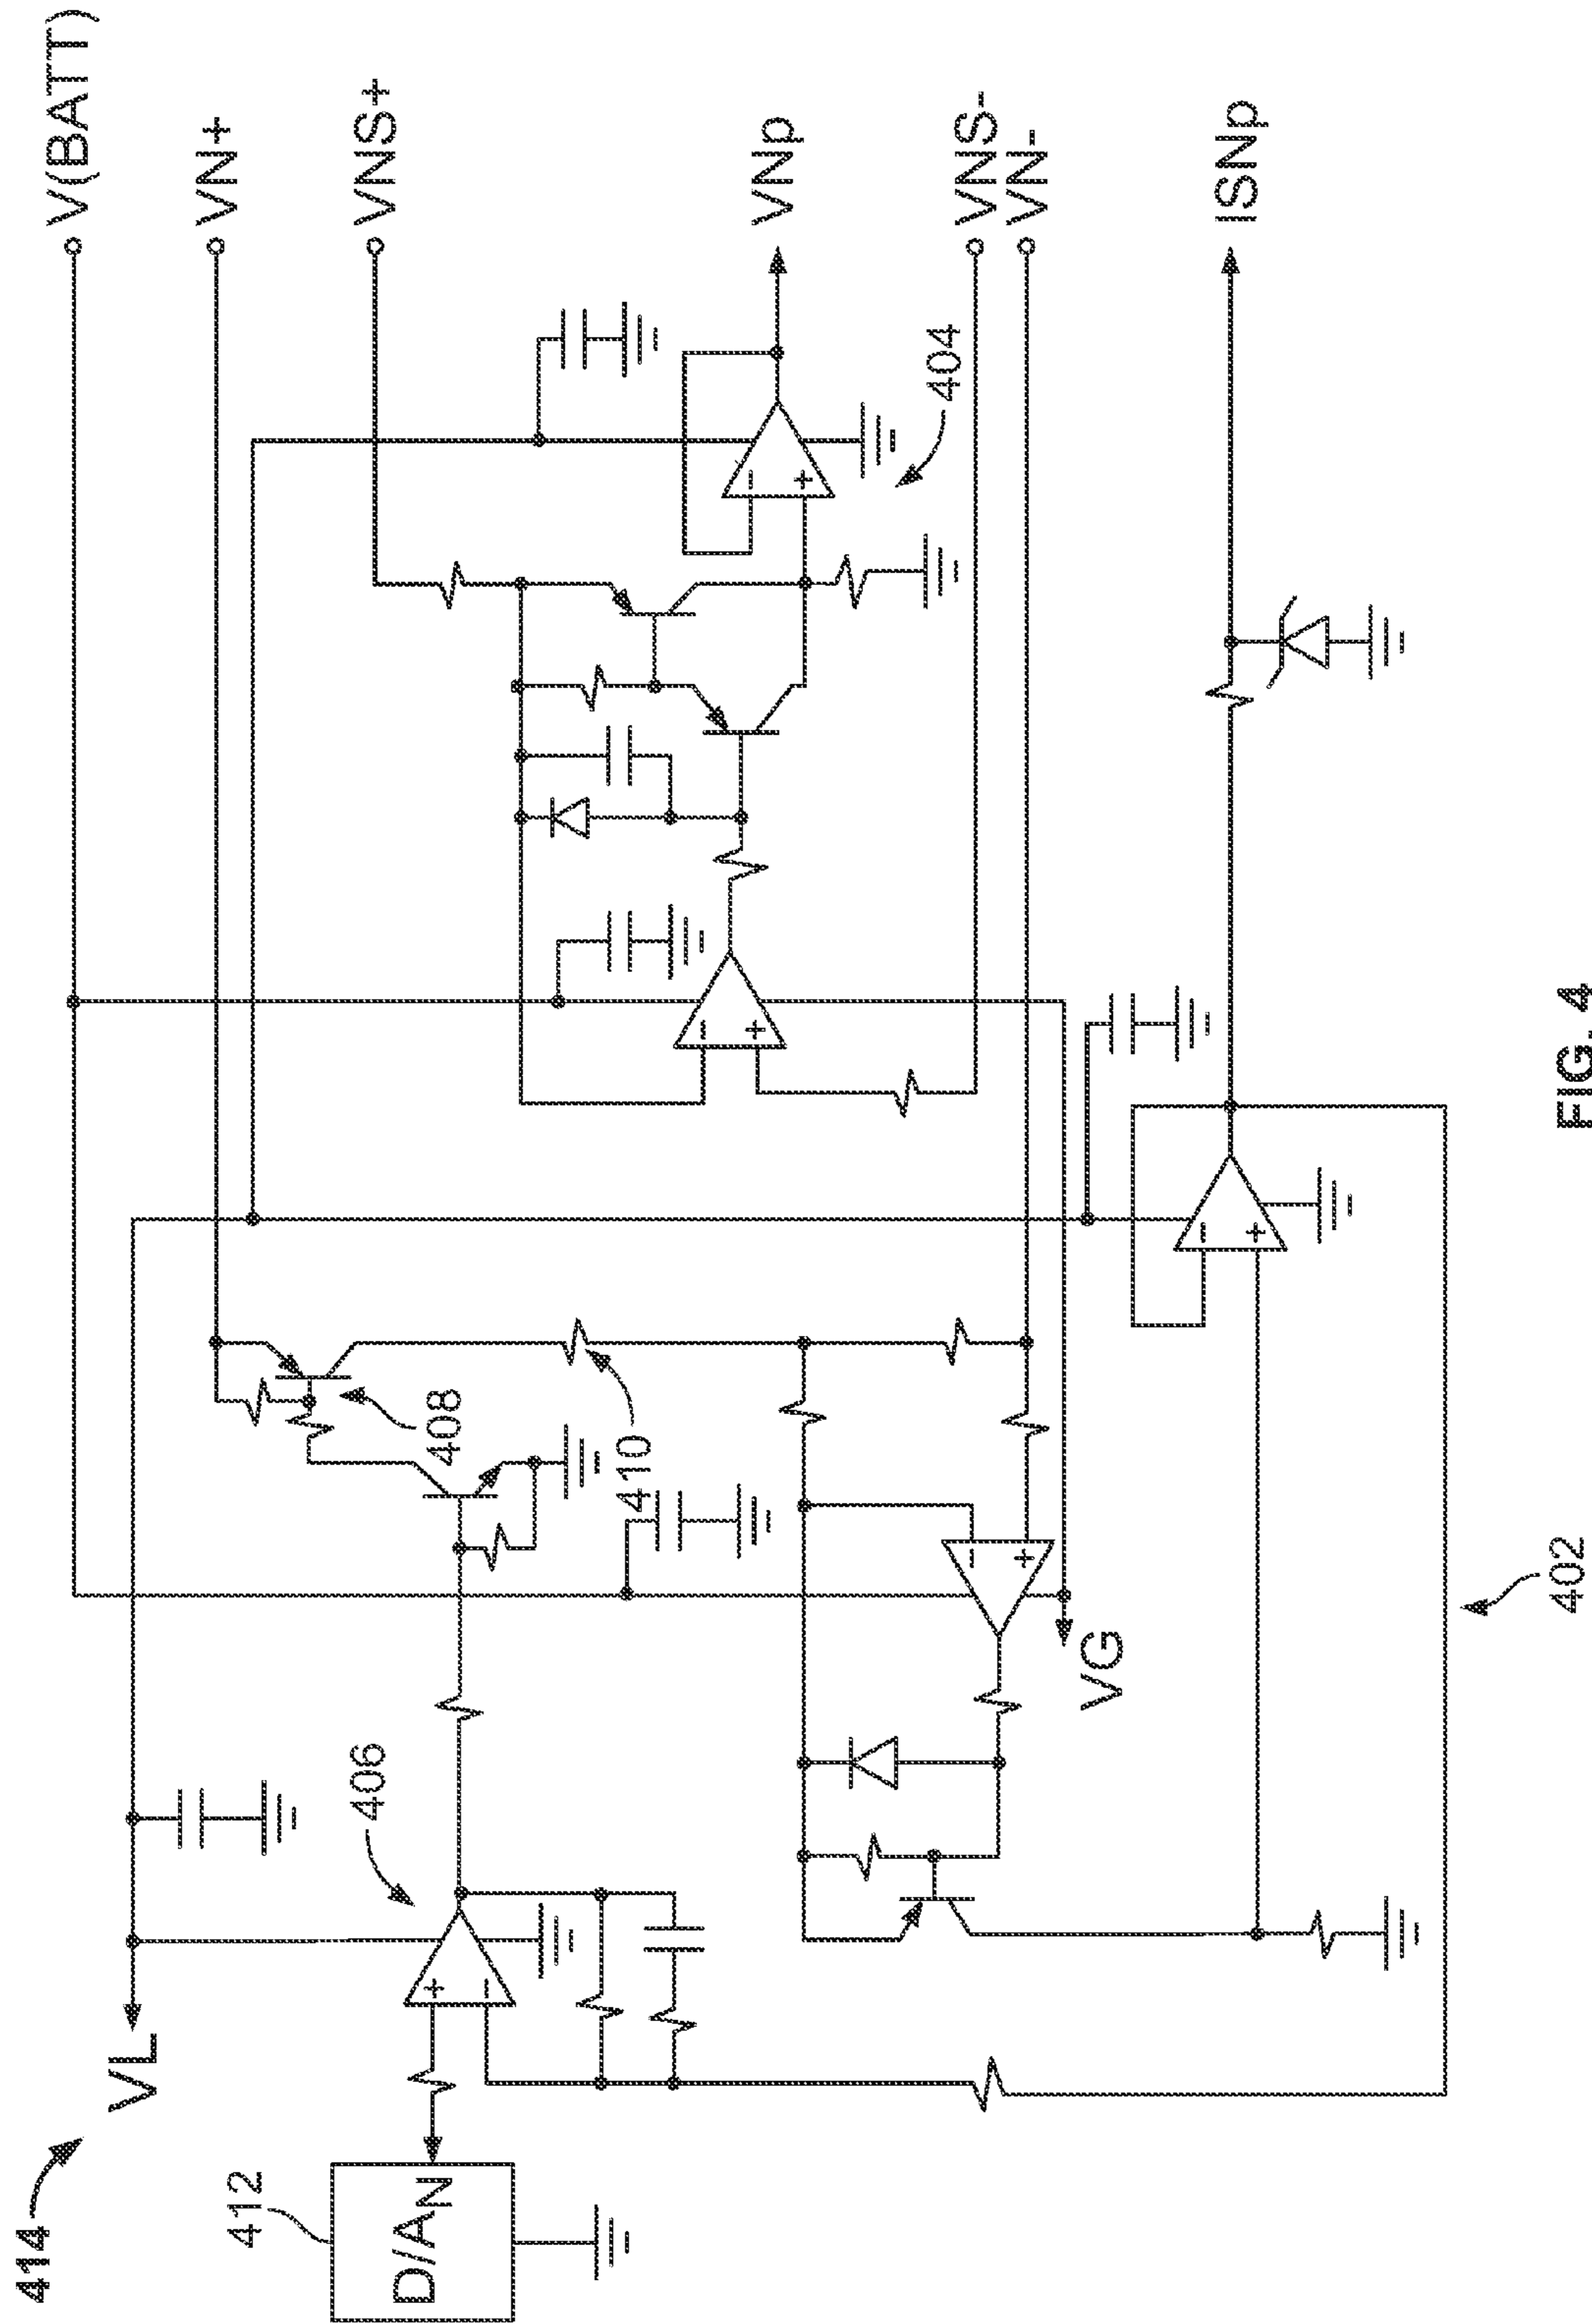 V(BATT)
VN+
VNS+
VNp
VNS-
VN-
ISNp
404
408
410
406
VL
414
412
D/AN
VG
402
+
−
−
+
−
+
−
+
−
+
FIG. 4